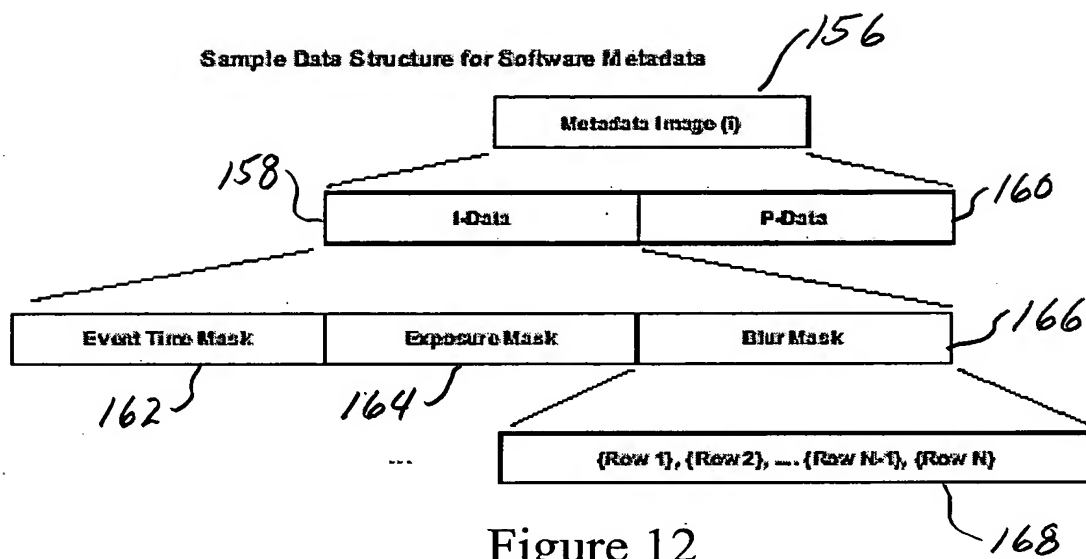 156
Sample Data Structure for Software Metadata
Metadata Image (i)
158
I-Data P-Data
160
Event Time Mask Exposure Mask Blur Mask
166
162 164
... {Row 1}, {Row 2}, .... {Row N-1}, {Row N}
Figure 12
168